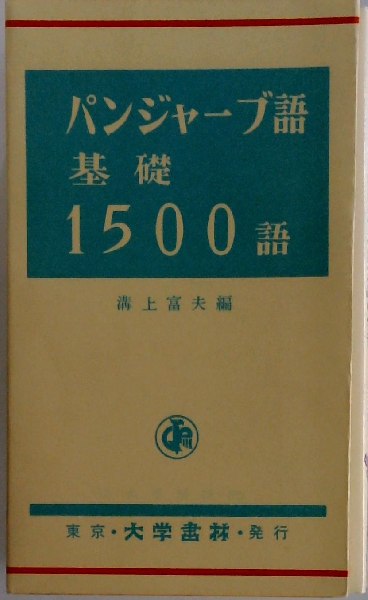 パンジャーブ語
基礎
1500語
溝上富夫編
東京・大学書林・発行